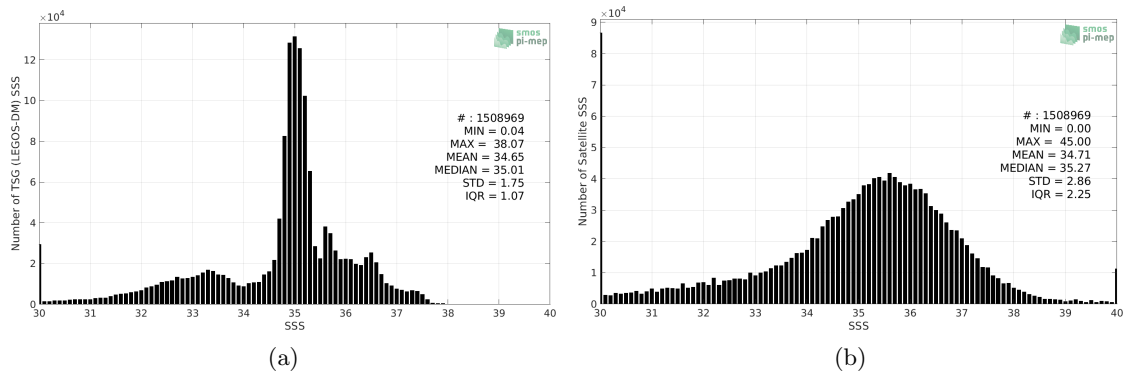 ×10⁴
12
10
8
6
4
2
0
30 31 32 33 34 35 36 37 38 39 40
SSS
Number of TSG (LEGOS-DM) SSS
smos
pi-mep
# : 1508969
MIN = 0.04
MAX = 38.07
MEAN = 34.65
MEDIAN = 35.01
STD = 1.75
IQR = 1.07
(a)
×10⁴
9
8
7
6
5
4
3
2
1
0
30 31 32 33 34 35 36 37 38 39 40
SSS
Number of Satellite SSS
smos
pi-mep
# : 1508969
MIN = 0.00
MAX = 45.00
MEAN = 34.71
MEDIAN = 35.27
STD = 2.86
IQR = 2.25
(b)